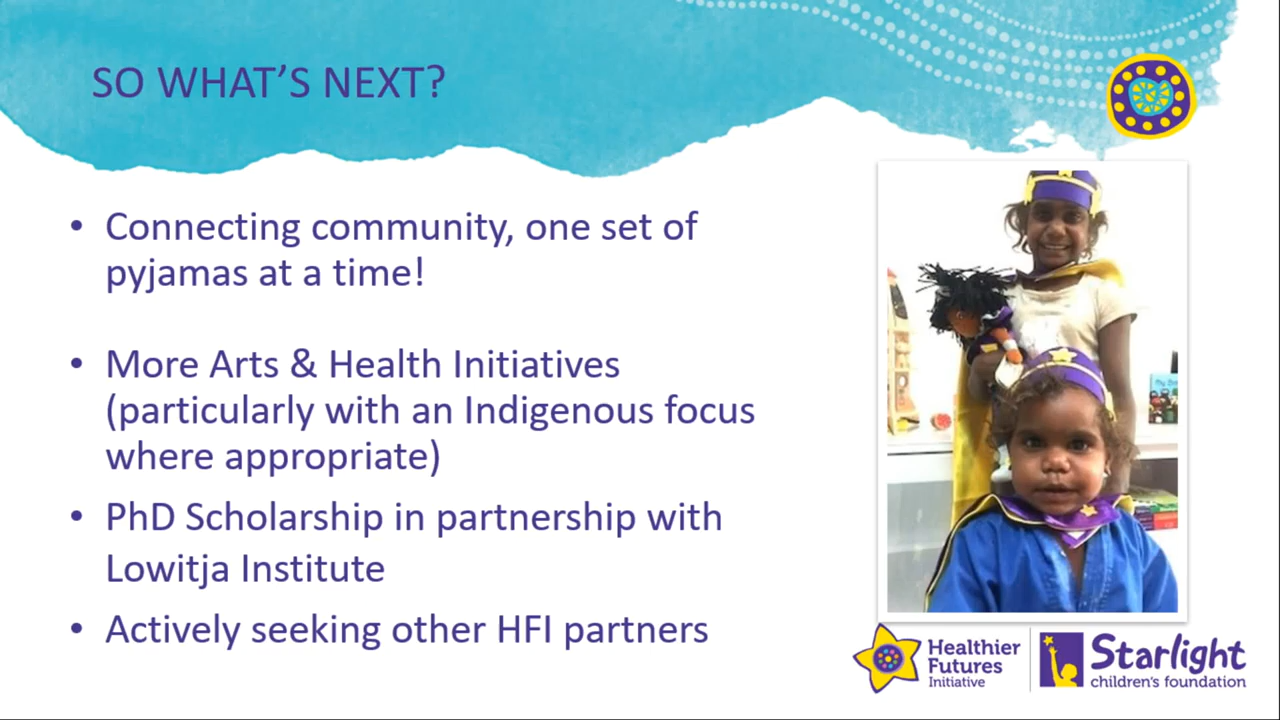 SO WHAT’S NEXT?
• Connecting community, one set of
pyjamas at a time!
• More Arts & Health Initiatives
(particularly with an Indigenous focus
where appropriate)
• PhD Scholarship in partnership with
Lowitja Institute
• Actively seeking other HFI partners
Healthier
Futures
Initiative
Starlight
children's foundation